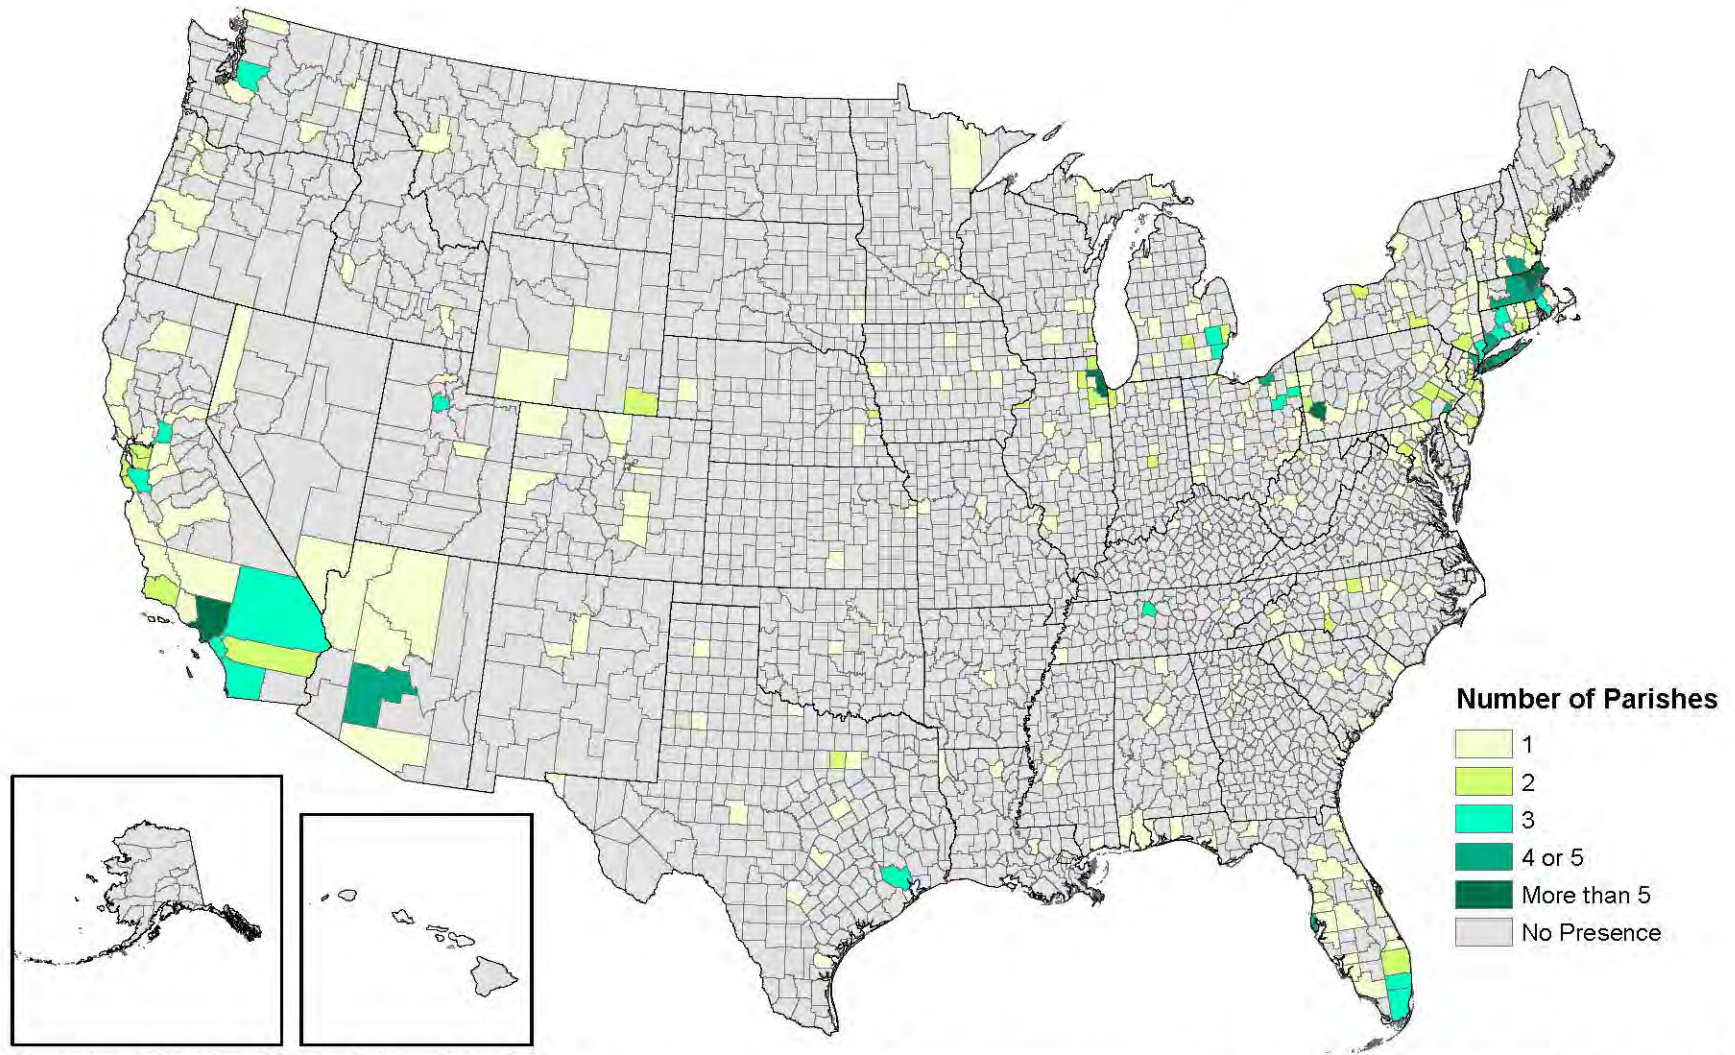 Number of Parishes
1
2
3
4 or 5
More than 5
No Presence